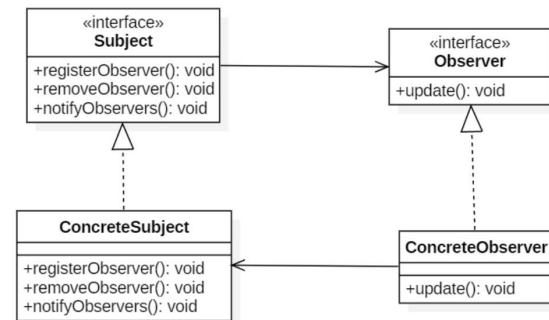 «interface»
Subject
+registerObserver(): void
+removeObserver(): void
+notifyObservers(): void
«interface»
Observer
+update(): void
ConcreteSubject
+registerObserver(): void
+removeObserver(): void
+notifyObservers(): void
ConcreteObserver
+update(): void